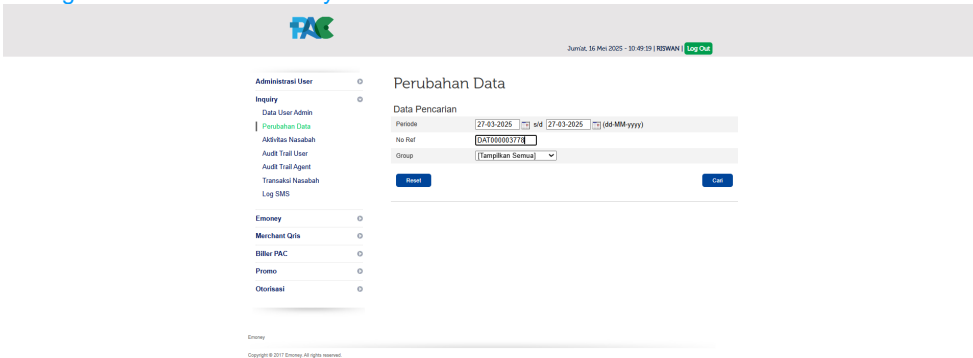 PAC
Jum'at, 16 Mei 2025 - 10:49:19 | RISWAN | Log Out
Administrasi User
Inquiry
Data User Admin
Perubahan Data
Aktivitas Nasabah
Audit Trail User
Audit Trail Agent
Transaksi Nasabah
Log SMS
Emoney
Merchant Qris
Biller PAC
Promo
Otorisasi
Perubahan Data
Data Pencarian
Periode 27-03-2025 s/d 27-03-2025 (dd-MM-yyyy)
No Ref DAT000003778
Group [Tampilkan Semua]
Reset Cari
Emoney
Copyright © 2017 Emoney. All rights reserved.